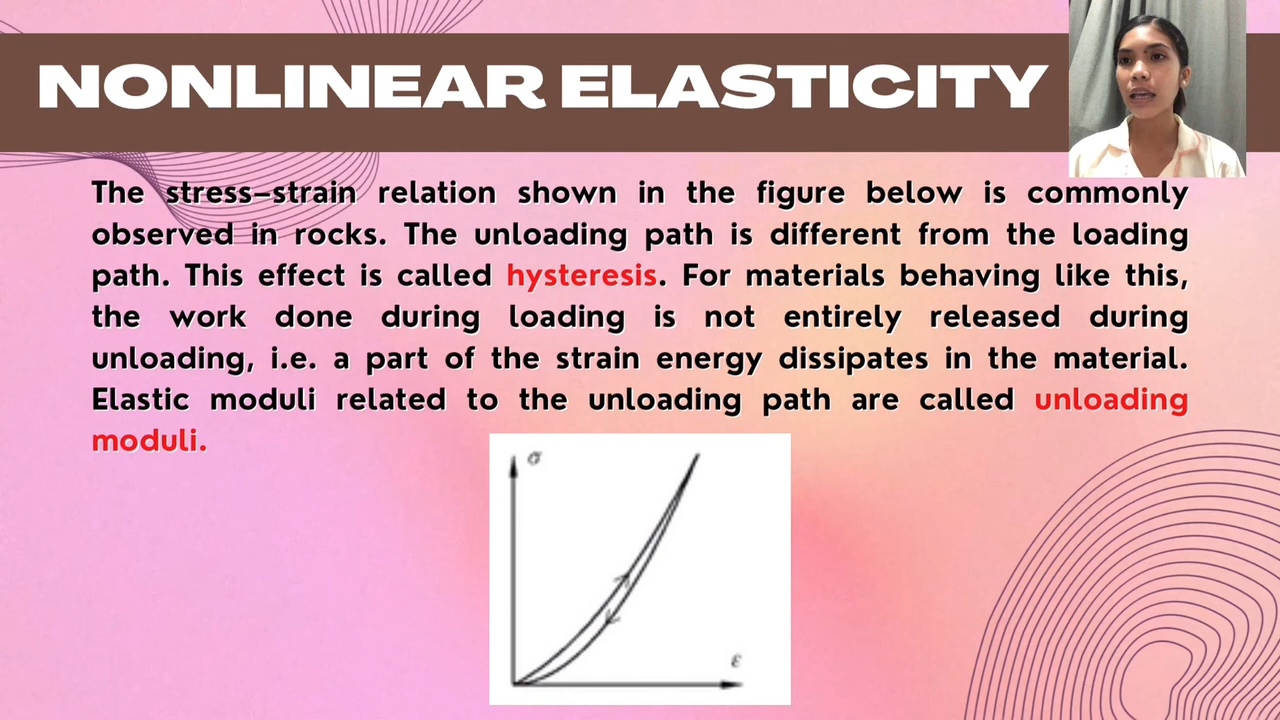 NONLINEAR ELASTICITY
The stress–strain relation shown in the figure below is commonly
observed in rocks. The unloading path is different from the loading
path. This effect is called hysteresis. For materials behaving like this,
the work done during loading is not entirely released during
unloading, i.e. a part of the strain energy dissipates in the material.
Elastic moduli related to the unloading path are called unloading
moduli.
σ
ε